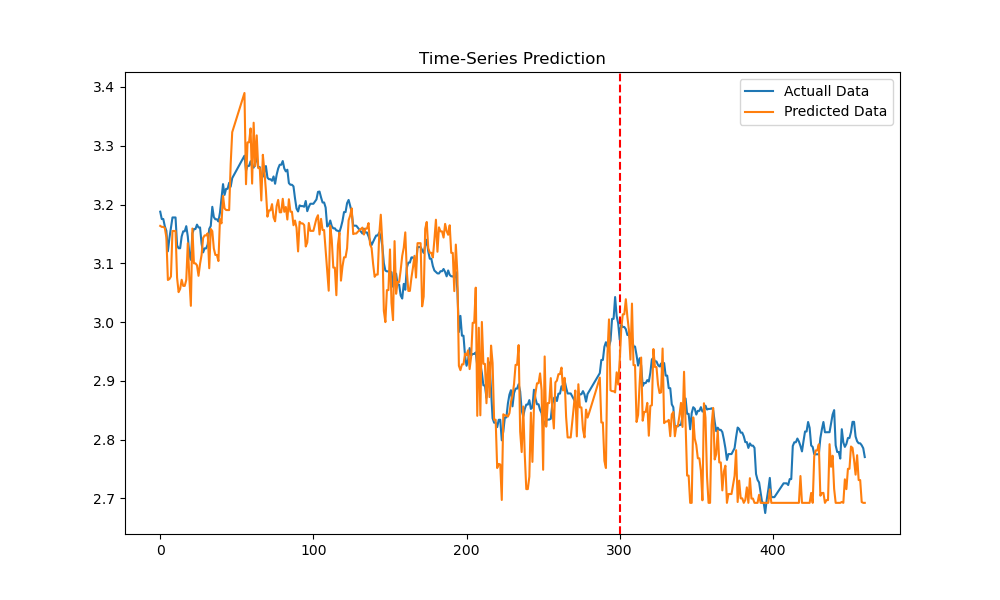 Time-Series Prediction
Actuall Data
Predicted Data
3.4
3.3
3.2
3.1
3.0
2.9
2.8
2.7
0 100 200 300 400